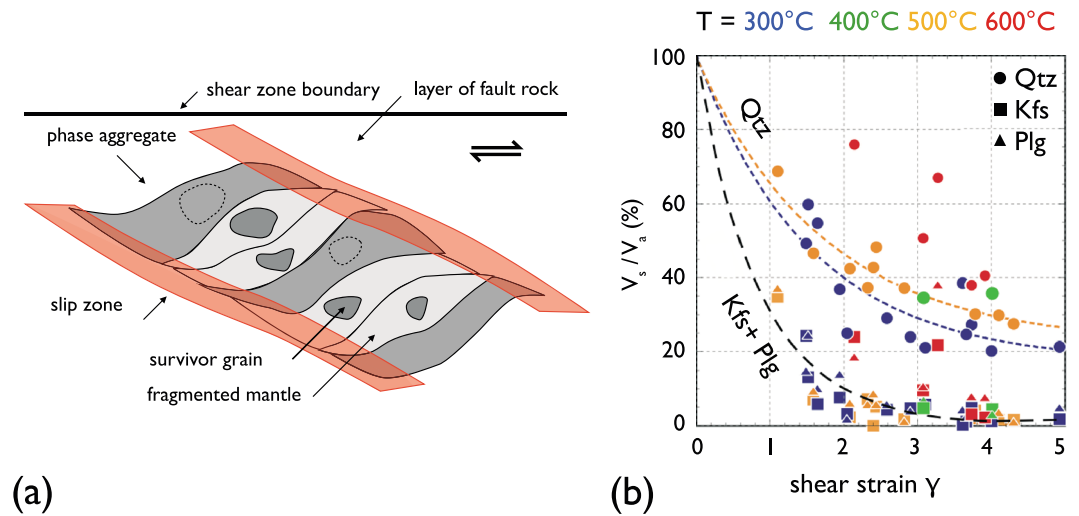 shear zone boundary
layer of fault rock
phase aggregate
slip zone
survivor grain
fragmented mantle
(a)
T = 300°C 400°C 500°C 600°C
100
80
60
40
20
0
Vs/Va (%)
Qtz
Kfs+ Plg
Qtz
Kfs
Plg
0 1 2 3 4 5
shear strain γ
(b)